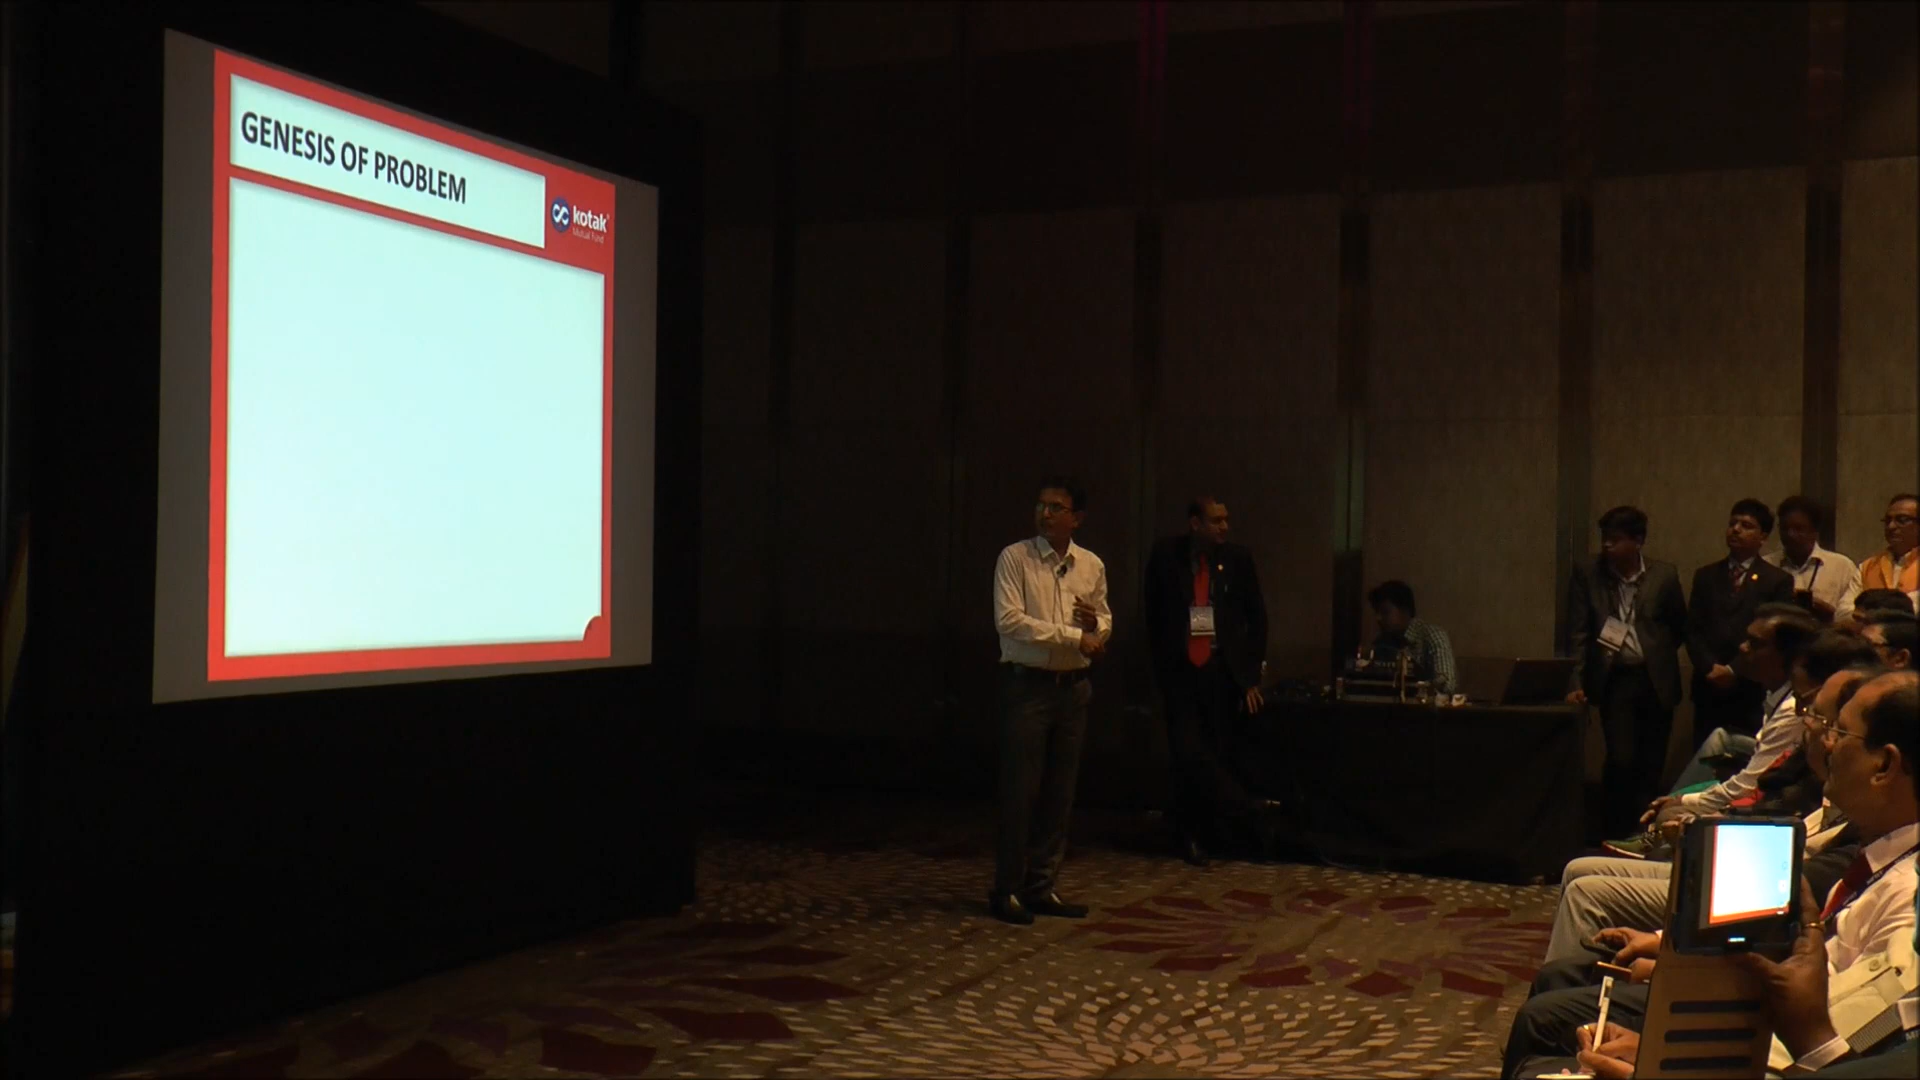 GENESIS OF PROBLEM
kotak
Mutual Fund